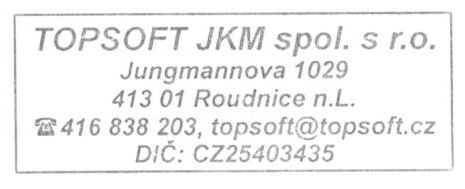 TOPSOFT JKM spol. s r.o.
Jungmannova 1029
413 01 Roudnice n.L.
☎416 838 203, topsoft@topsoft.cz
DIČ: CZ25403435